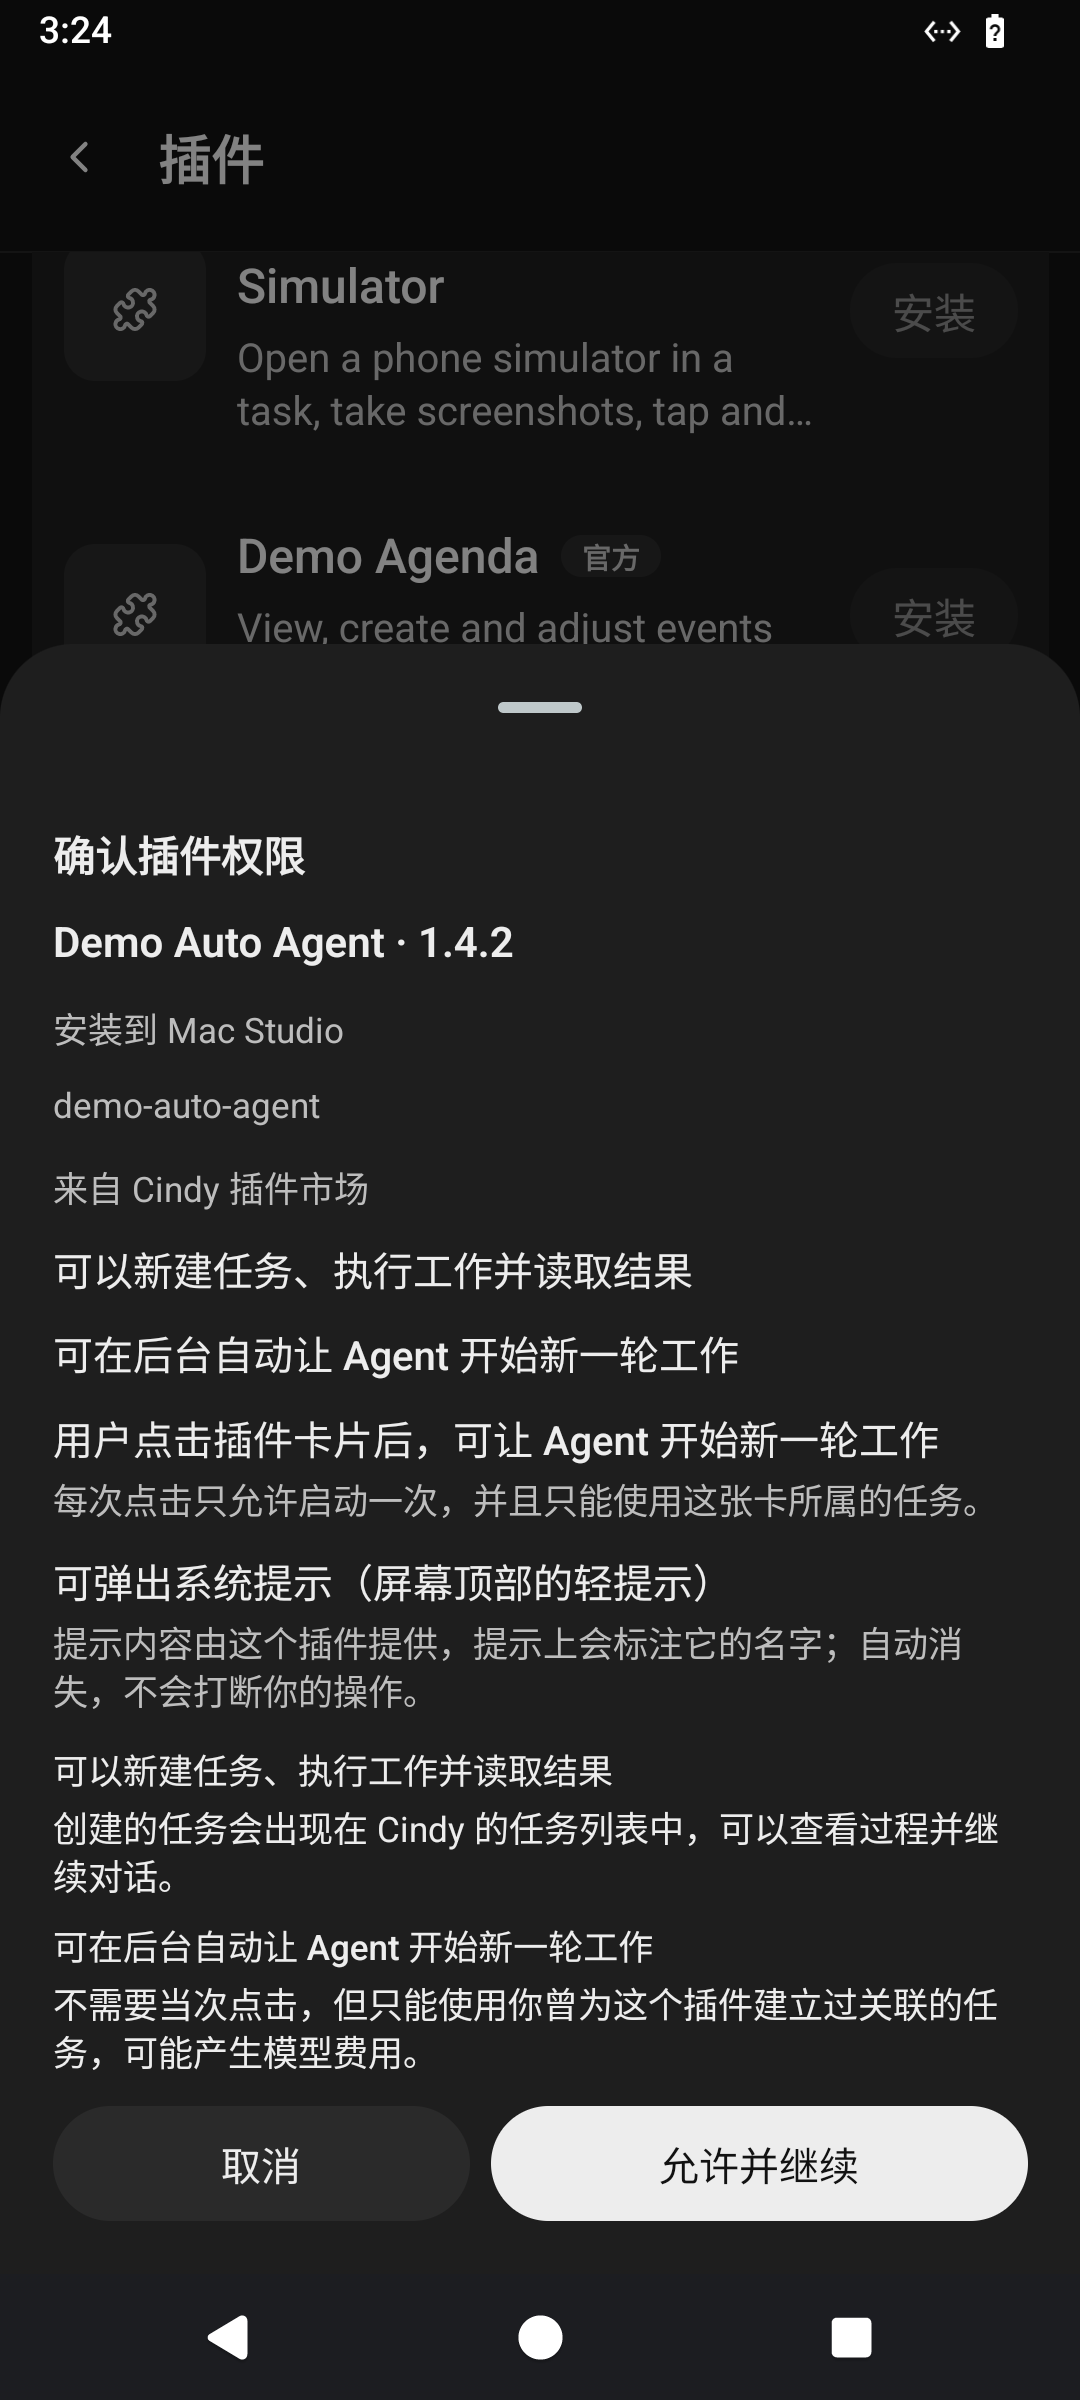 3:24
插件
Simulator
安装
Open a phone simulator in a
task, take screenshots, tap and...
Demo Agenda
官方
安装
View, create and adjust events
确认插件权限
Demo Auto Agent · 1.4.2
安装到 Mac Studio
demo-auto-agent
来自 Cindy 插件市场
可以新建任务、执行工作并读取结果
可在后台自动让 Agent 开始新一轮工作
用户点击插件卡片后，可让 Agent 开始新一轮工作
每次点击只允许启动一次，并且只能使用这张卡所属的任务。
可弹出系统提示（屏幕顶部的轻提示）
提示内容由这个插件提供，提示上会标注它的名字；自动消
失，不会打断你的操作。
可以新建任务、执行工作并读取结果
创建的任务会出现在 Cindy 的任务列表中，可以查看过程并继
续对话。
可在后台自动让 Agent 开始新一轮工作
不需要当次点击，但只能使用你曾为这个插件建立过关联的任
务，可能产生模型费用。
取消
允许并继续